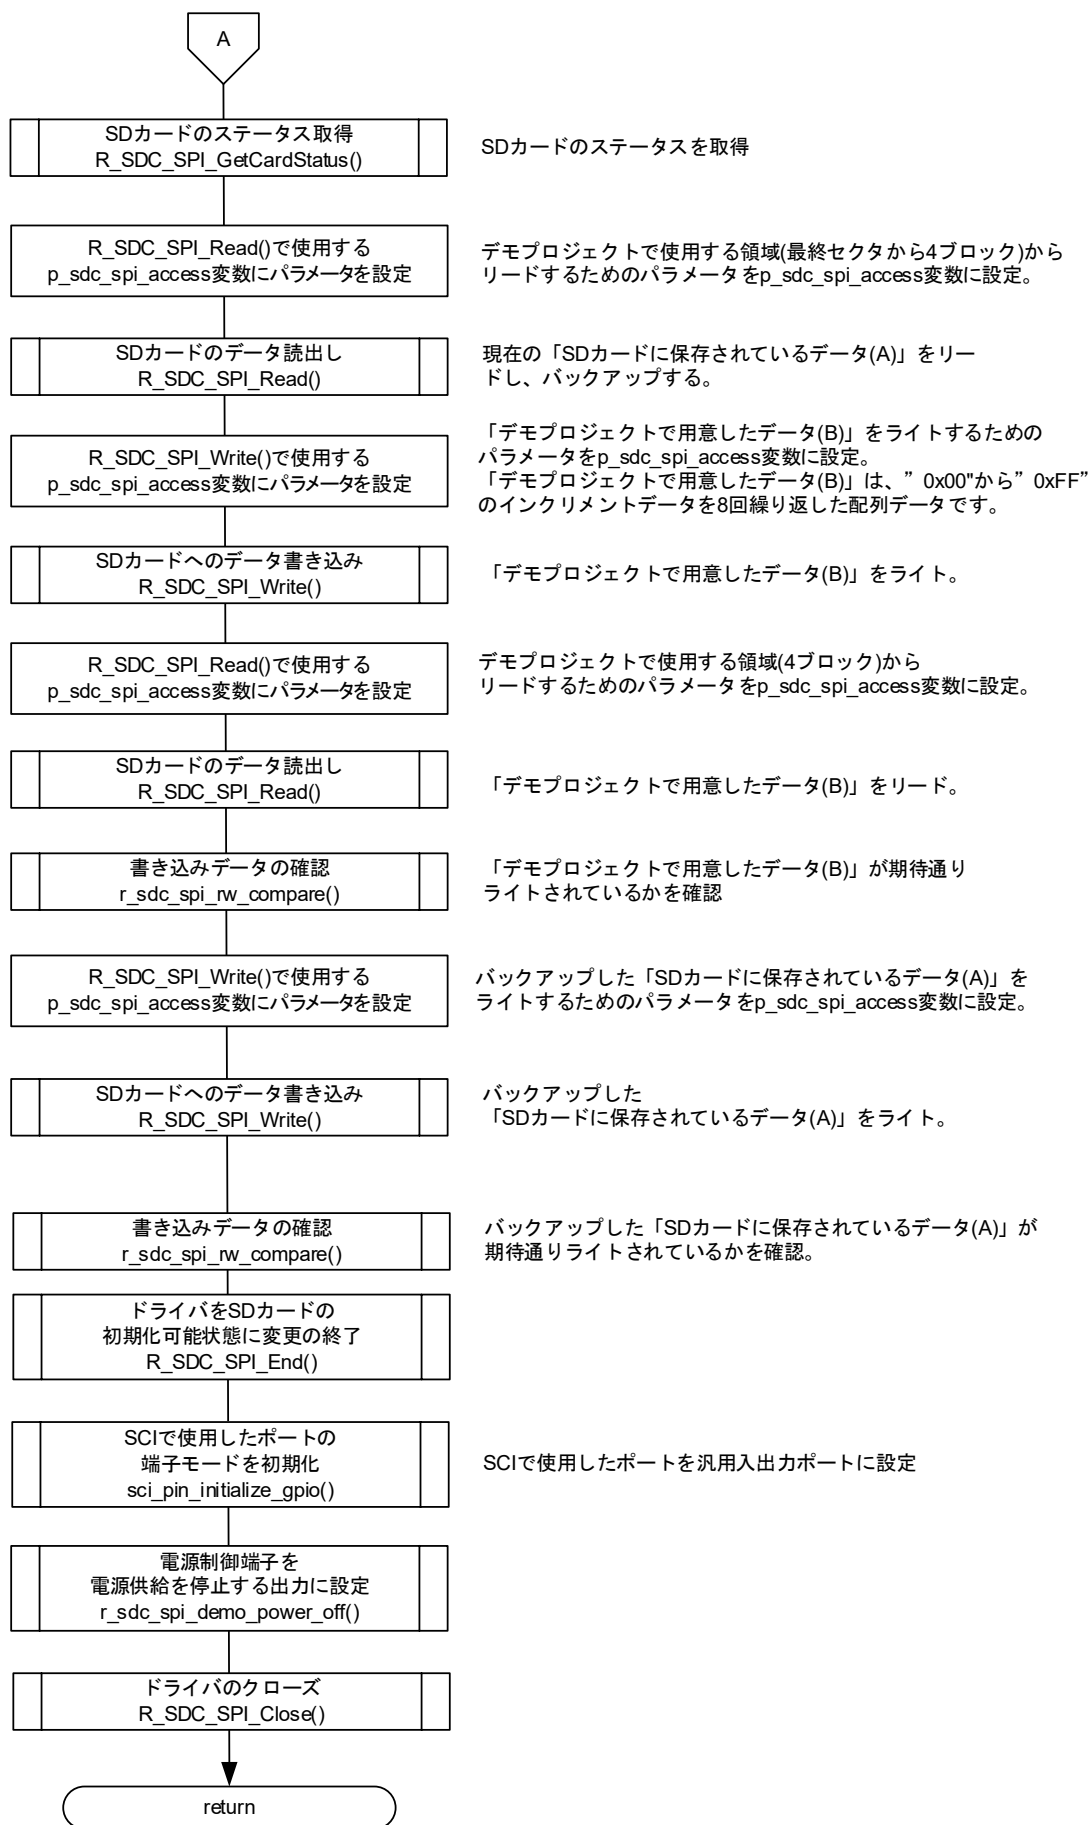 A
SDカードのステータス取得
R_SDC_SPI_GetCardStatus()
SDカードのステータスを取得
R_SDC_SPI_Read()で使用する
p_sdc_spi_access変数にパラメータを設定
デモプロジェクトで使用する領域(最終セクタから4ブロック)から
リードするためのパラメータをp_sdc_spi_access変数に設定。
SDカードのデータ読出し
R_SDC_SPI_Read()
現在の「SDカードに保存されているデータ(A)」をリー
ドし、バックアップする。
R_SDC_SPI_Write()で使用する
p_sdc_spi_access変数にパラメータを設定
「デモプロジェクトで用意したデータ(B)」をライトするための
パラメータをp_sdc_spi_access変数に設定。
「デモプロジェクトで用意したデータ(B)」は、”0x00"から”0xFF”
のインクリメントデータを8回繰り返した配列データです。
SDカードへのデータ書き込み
R_SDC_SPI_Write()
「デモプロジェクトで用意したデータ(B)」をライト。
R_SDC_SPI_Read()で使用する
p_sdc_spi_access変数にパラメータを設定
デモプロジェクトで使用する領域(4ブロック)から
リードするためのパラメータをp_sdc_spi_access変数に設定。
SDカードのデータ読出し
R_SDC_SPI_Read()
「デモプロジェクトで用意したデータ(B)」をリード。
書き込みデータの確認
r_sdc_spi_rw_compare()
「デモプロジェクトで用意したデータ(B)」が期待通り
ライトされているかを確認
R_SDC_SPI_Write()で使用する
p_sdc_spi_access変数にパラメータを設定
バックアップした「SDカードに保存されているデータ(A)」を
ライトするためのパラメータをp_sdc_spi_access変数に設定。
SDカードへのデータ書き込み
R_SDC_SPI_Write()
バックアップした
「SDカードに保存されているデータ(A)」をライト。
書き込みデータの確認
r_sdc_spi_rw_compare()
バックアップした「SDカードに保存されているデータ(A)」が
期待通りライトされているかを確認。
ドライバをSDカードの
初期化可能状態に変更の終了
R_SDC_SPI_End()
SCIで使用したポートの
端子モードを初期化
sci_pin_initialize_gpio()
SCIで使用したポートを汎用入出力ポートに設定
電源制御端子を
電源供給を停止する出力に設定
r_sdc_spi_demo_power_off()
ドライバのクローズ
R_SDC_SPI_Close()
return